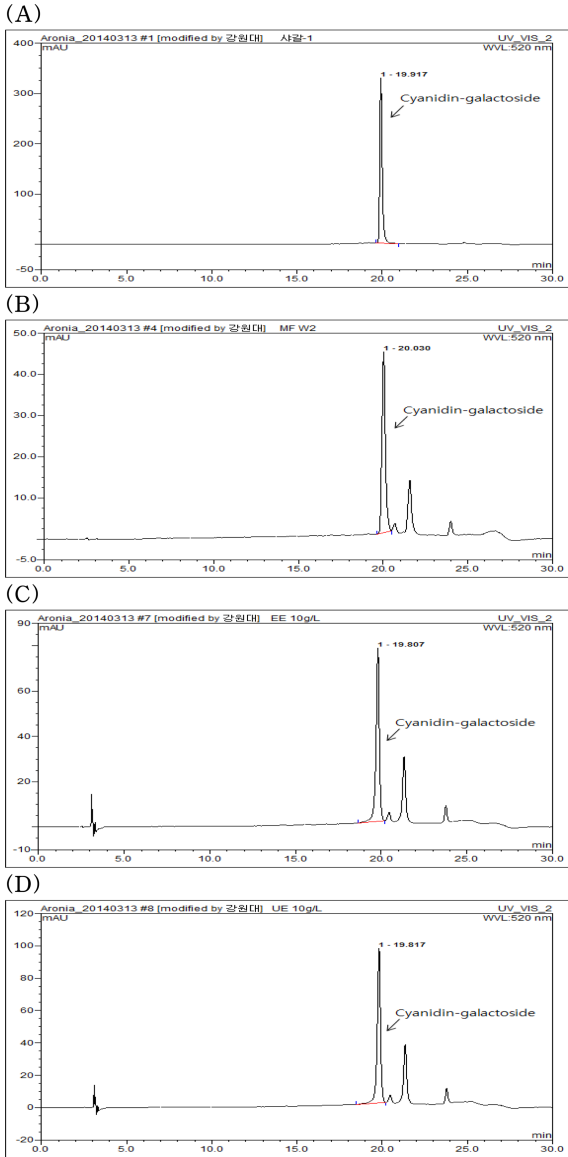 (A)
Aronia_20140313 #1 [modified by 강원대] 샤갈-1 UV_VIS_2
mAU WVL:520 nm
400
1 - 19.917
Cyanidin-galactoside
300
200
100
-50
min
0.0 5.0 10.0 15.0 20.0 25.0 30.0
(B)
Aronia_20140313 #4 [modified by 강원대] MF W2 UV_VIS_2
50.0 mAU WVL:520 nm
1 - 20.030
40.0
Cyanidin-galactoside
30.0
20.0
10.0
-5.0
min
0.0 5.0 10.0 15.0 20.0 25.0 30.0
(C)
Aronia_20140313 #7 [modified by 강원대] EE 10g/L UV_VIS_2
90 mAU WVL:520 nm
1 - 19.807
60
Cyanidin-galactoside
40
20
-10
min
0.0 5.0 10.0 15.0 20.0 25.0 30.0
(D)
Aronia_20140313 #8 [modified by 강원대] UE 10g/L UV_VIS_2
120 mAU WVL:520 nm
100
1 - 19.817
80
60
Cyanidin-galactoside
40
20
0
-20
min
0.0 5.0 10.0 15.0 20.0 25.0 30.0